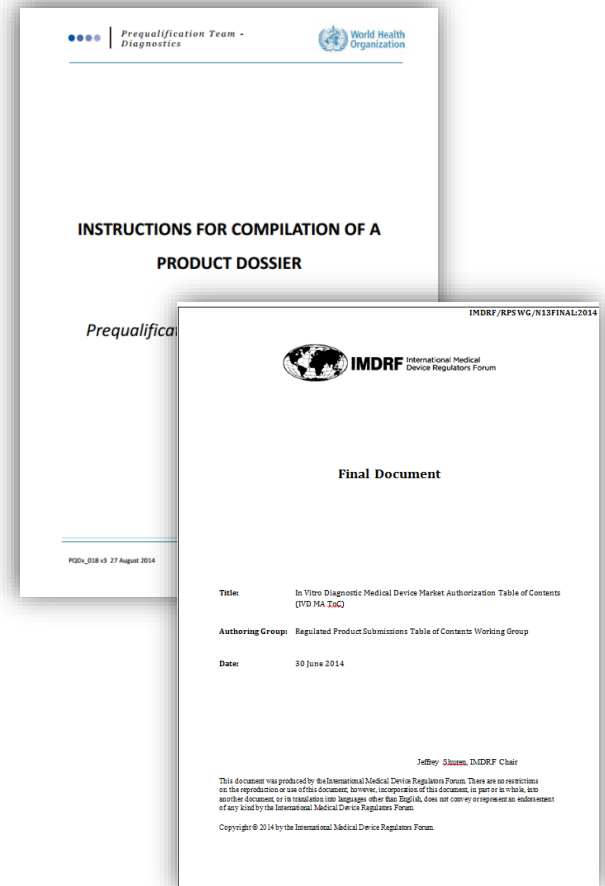 Prequalification Team -
Diagnostics
World Health
Organization
INSTRUCTIONS FOR COMPILATION OF A
PRODUCT DOSSIER
Prequalifica
PQDx_018 v3 27 August 2014
IMDRF/RPS WG/N13FINAL:2014
IMDRF International Medical
Device Regulators Forum
Final Document
Title: In Vitro Diagnostic Medical Device Market Authorization Table of Contents
(IVD MA ToC)
Authoring Group: Regulated Product Submissions Table of Contents Working Group
Date: 30 June 2014
Jeffrey Shuren, IMDRF Chair
This document was produced by the International Medical Device Regulators Forum. There are no restrictions
on the reproduction or use of this document; however, incorporation of this document, in part or in whole, into
another document, or its translation into languages other than English, does not convey or represent an endorsement
of any kind by the International Medical Device Regulators Forum.
Copyright © 2014 by the International Medical Device Regulators Forum.